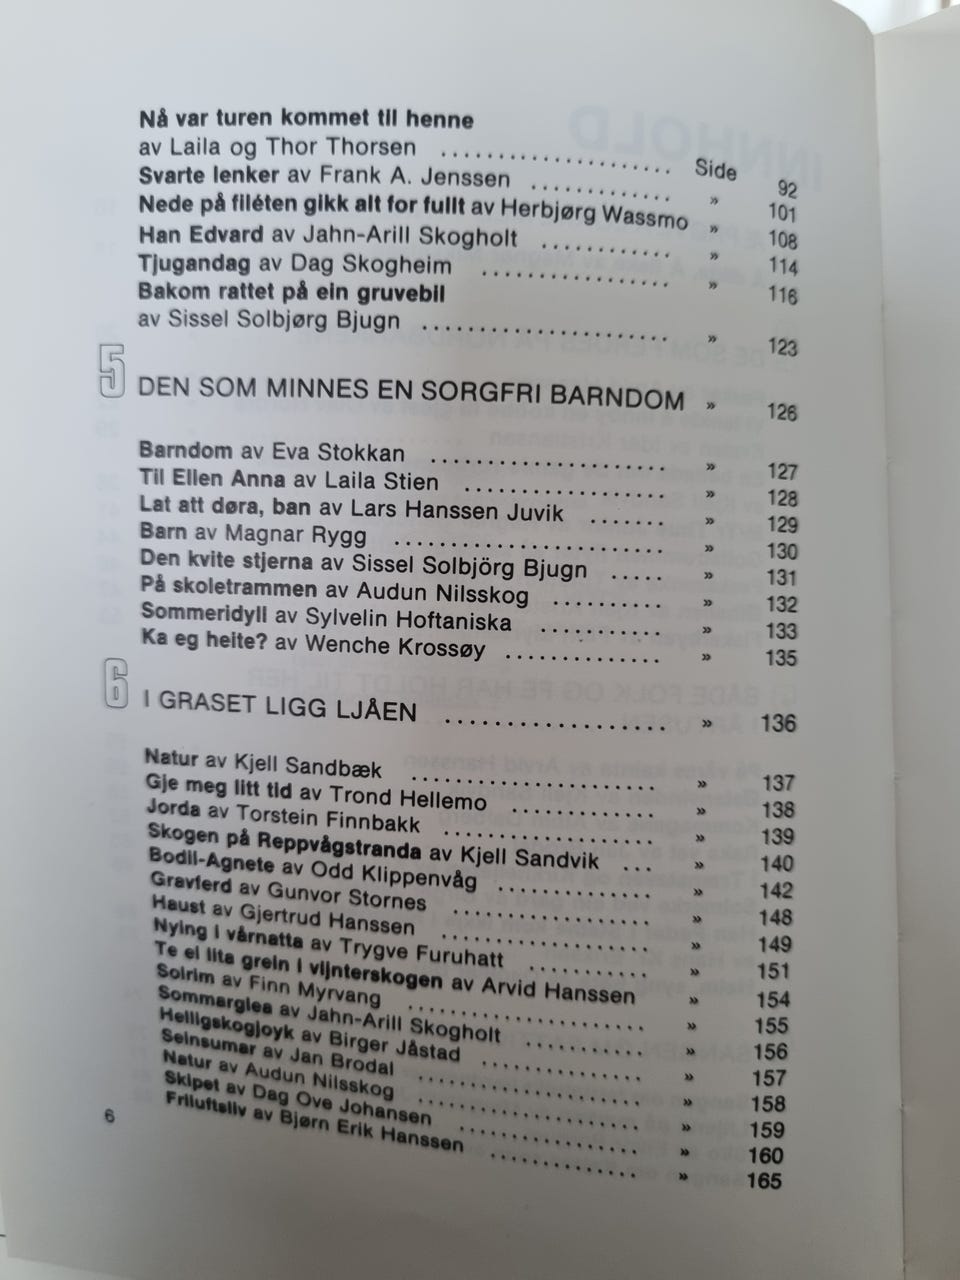 Nå var turen kommet til henne
av Laila og Thor Thorsen ..................... Side 92
Svarte lenker av Frank A. Jenssen ............. » 101
Nede på filéten gikk alt for fullt av Herbjørg Wassmo » 108
Han Edvard av Jahn-Arill Skogholt ............ » 114
Tjugandag av Dag Skogheim ................. » 116
Bakom rattet på ein gruvebil
av Sissel Solbjørg Bjugn ...................... » 123
5 DEN SOM MINNES EN SORGFRI BARNDOM » 126
Barndom av Eva Stokkan ..................... » 127
Til Ellen Anna av Laila Stien .................. » 128
Lat att døra, ban av Lars Hanssen Juvik ....... » 129
Barn av Magnar Rygg ........................ » 130
Den kvite stjerna av Sissel Solbjörg Bjugn ..... » 131
På skoletrammen av Audun Nilsskog .......... » 132
Sommeridyll av Sylvelin Hoftaniska ........... » 133
Ka eg heite? av Wenche Krossøy .............. » 135
6 I GRASET LIGG LJÅEN .................. » 136
Natur av Kjell Sandbæk ...................... » 137
Gje meg litt tid av Trond Hellemo ............. » 138
Jorda av Torstein Finnbakk ................... » 139
Skogen på Reppvågstranda av Kjell Sandvik ... » 140
Bodil-Agnete av Odd Klippenvåg .............. » 142
Gravferd av Gunvor Stornes .................. » 148
Haust av Gjertrud Hanssen ................... » 149
Nying i vårnatta av Trygve Furuhatt ........... » 151
Te ei lita grein i vijnterskogen av Arvid Hanssen » 154
Solrim av Finn Myrvang ...................... » 155
Sommarglea av Jahn-Arill Skogholt ........... » 156
Helligskogjoyk av Birger Jåstad ............... » 157
Seinsumar av Jan Brodal ..................... » 158
Natur av Audun Nilsskog ..................... » 159
Skipet av Dag Ove Johansen ................. » 160
Friluftsliv av Bjørn Erik Hanssen .............. » 165
6